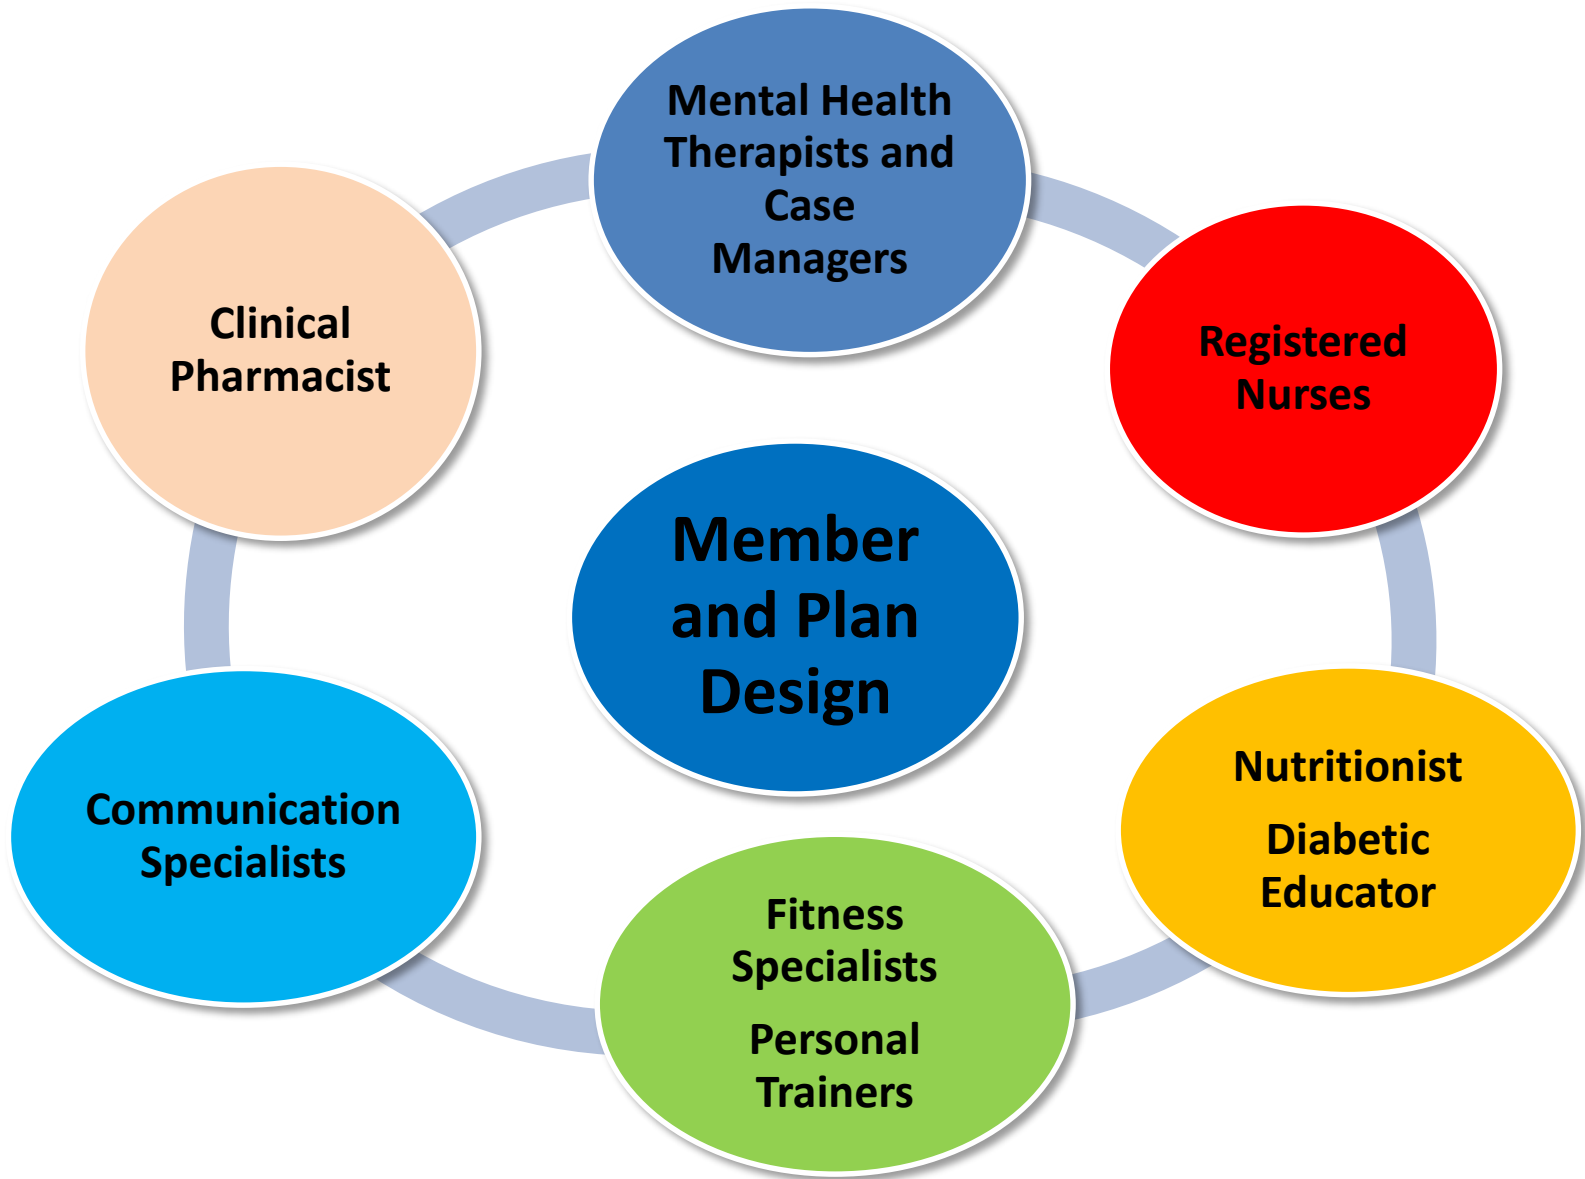 Mental Health
Therapists and
Case
Managers
Clinical
Pharmacist
Registered
Nurses
Member
and Plan
Design
Communication
Specialists
Nutritionist
Diabetic
Educator
Fitness
Specialists
Personal
Trainers